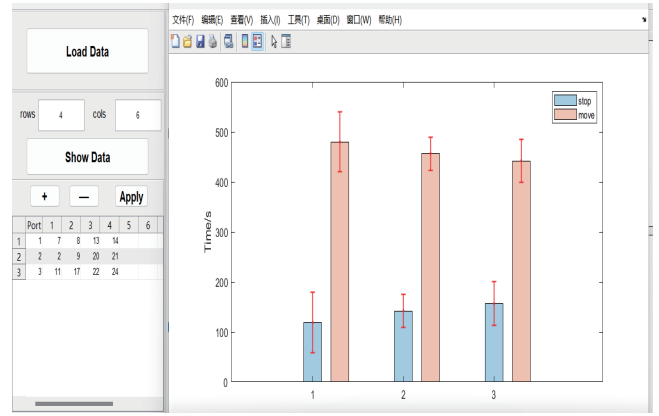 文件(F) 编辑(E) 查看(V) 插入(I) 工具(T) 桌面(D) 窗口(W) 帮助(H)
Load Data
rows 4 cols 6
Show Data
+ — Apply
Port 1 2 3 4 5 6
1 1 7 8 13 14
2 2 2 9 20 21
3 3 11 17 22 24
600
500
400
300
200
100
0
Time/s
1 2 3
stop
move